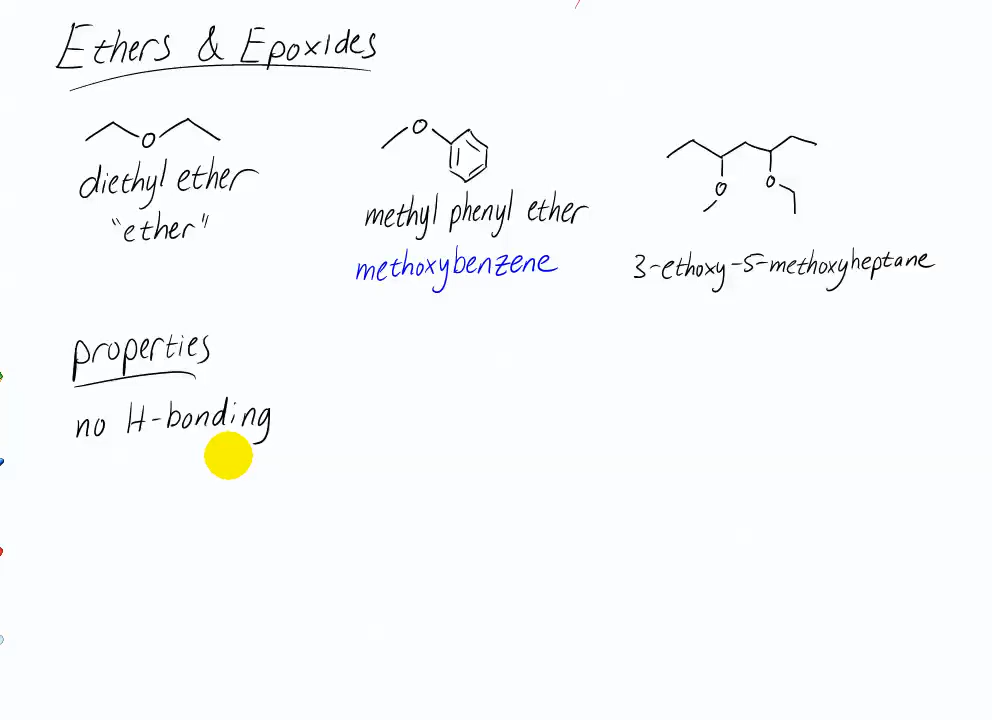 Ethers & Epoxides
O
diethyl ether
"ether"
O
methyl phenyl ether
methoxybenzene
O O
3-ethoxy-5-methoxyheptane
properties
no H-bonding